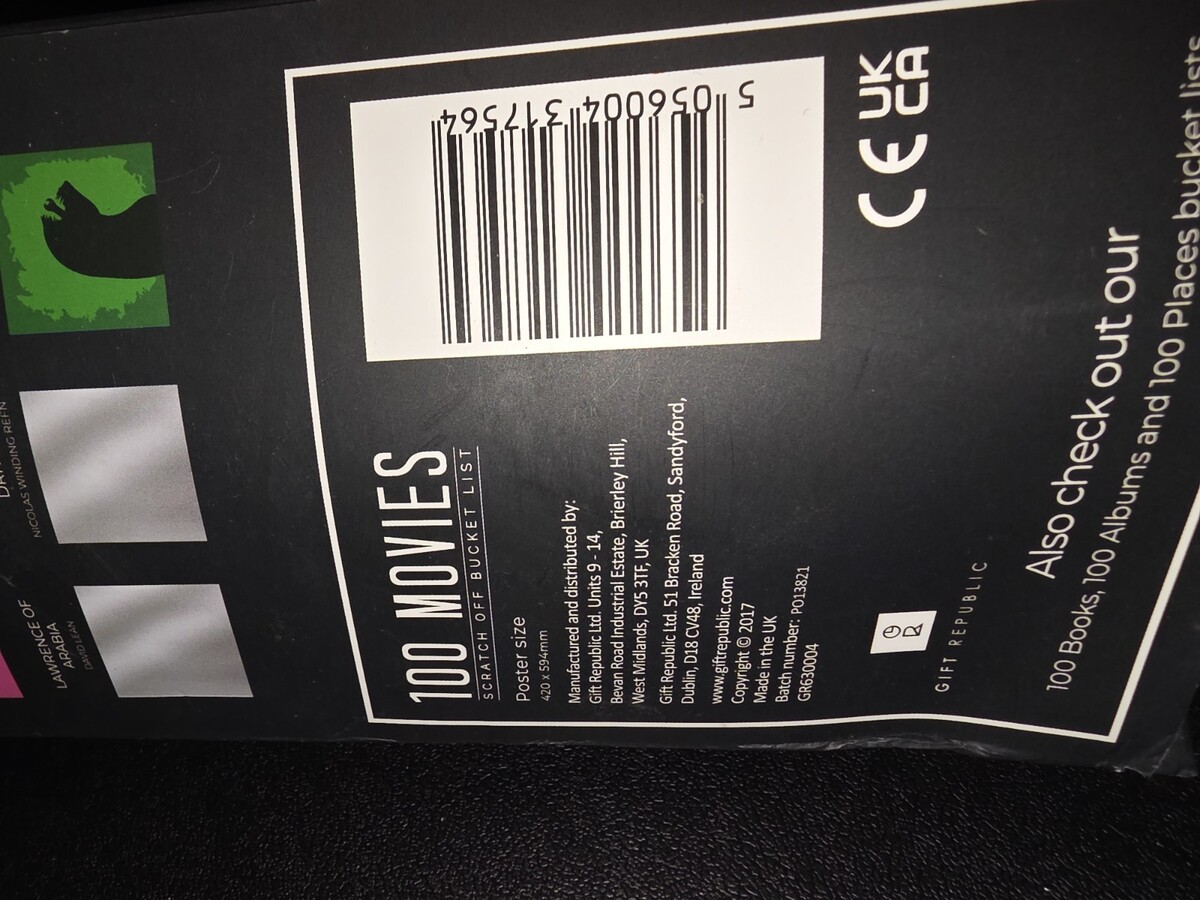 NICOLAS WINDING REFN
LAWRENCE OF
ARABIA
DAVID LEAN
100 MOVIES
SCRATCH OFF BUCKET LIST
Poster size
420 x 594mm
Manufactured and distributed by:
Gift Republic Ltd. Units 9 - 14,
Bevan Road Industrial Estate, Brierley Hill,
West Midlands, DY5 3TF, UK
Gift Republic Ltd. 51 Bracken Road, Sandyford,
Dublin, D18 CV48, Ireland
www.giftrepublic.com
Copyright © 2017
Made in the UK
Batch number: PO13821
GR630004
5 056004 317564
CE UK
CA
GIFT REPUBLIC
Also check out our
100 Books, 100 Albums and 100 Places bucket lists